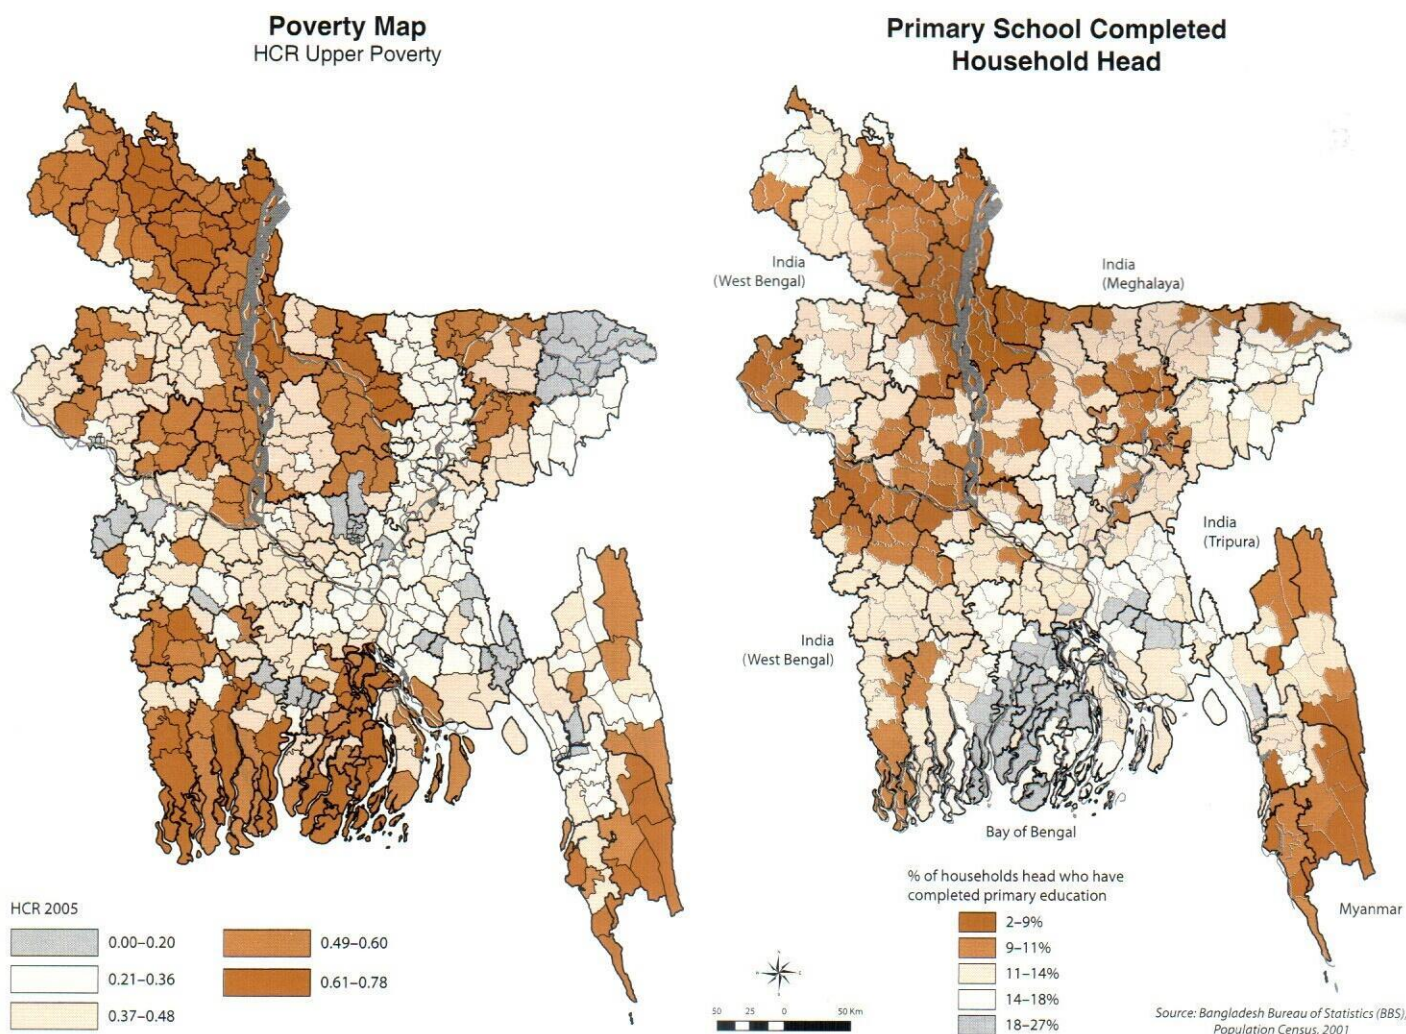 Poverty Map
HCR Upper Poverty
Primary School Completed
Household Head
India
(West Bengal)
India
(Meghalaya)
India
(Tripura)
India
(West Bengal)
Bay of Bengal
Myanmar
HCR 2005
0.00–0.20
0.21–0.36
0.37–0.48
0.49–0.60
0.61–0.78
% of households head who have
completed primary education
2–9%
9–11%
11–14%
14–18%
18–27%
50 25 0 50 Km
Source: Bangladesh Bureau of Statistics (BBS),
Population Census, 2001